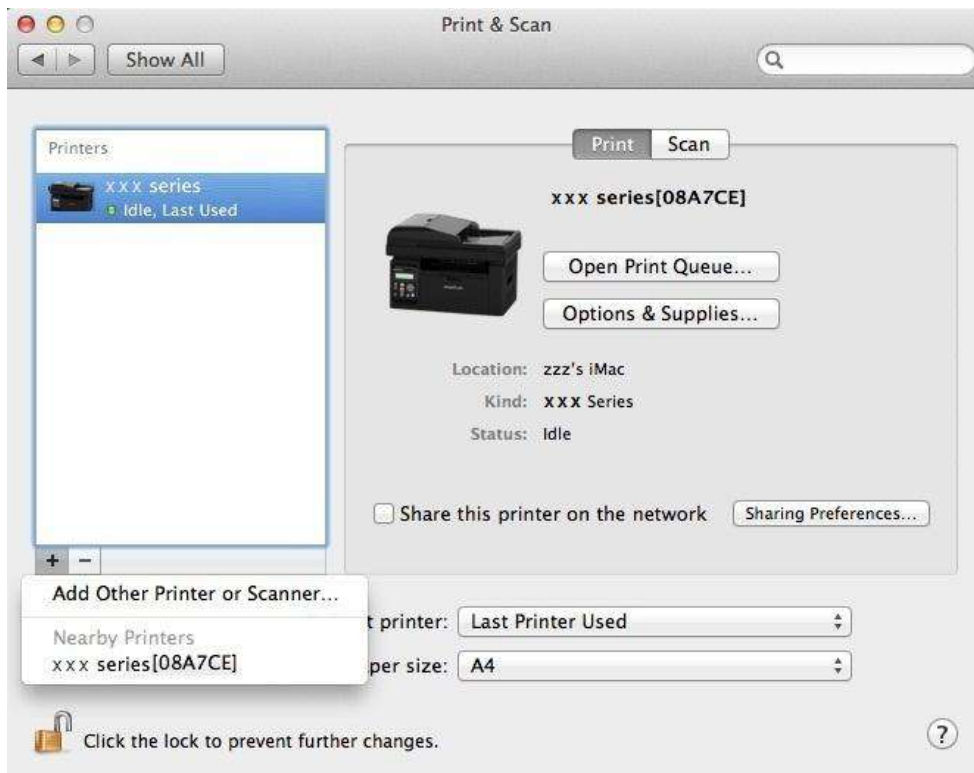 Print & Scan
Show All
Printers
x x x series
Idle, Last Used
Print Scan
xxx series[08A7CE]
Open Print Queue...
Options & Supplies...
Location: zzz's iMac
Kind: XXX Series
Status: Idle
Share this printer on the network Sharing Preferences...
+ −
Add Other Printer or Scanner...
Nearby Printers
x x x series[08A7CE]
t printer: Last Printer Used
per size: A4
Click the lock to prevent further changes.
?